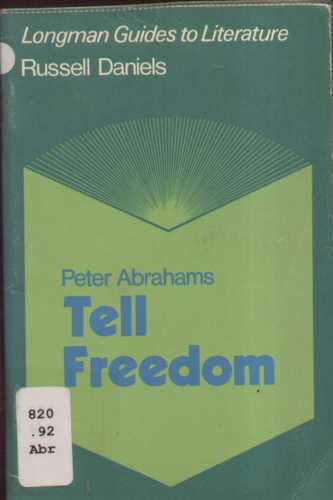 Longman Guides to Literature
Russell Daniels
Peter Abrahams
Tell
Freedom
820
.92
Abr